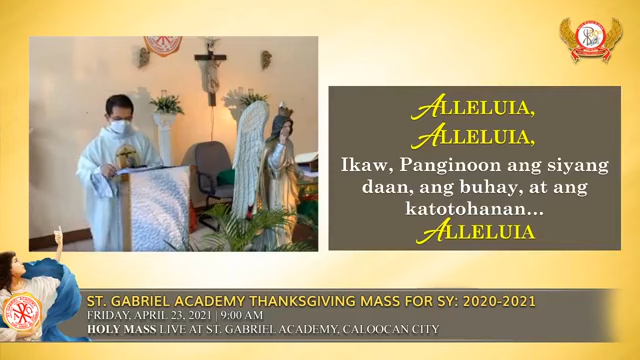 ALLELUIA,
ALLELUIA,
Ikaw, Panginoon ang siyang
daan, ang buhay, at ang
katotohanan...
ALLELUIA
ST. GABRIEL ACADEMY THANKSGIVING MASS FOR SY: 2020-2021
FRIDAY, APRIL 23, 2021 | 9:00 AM
HOLY MASS LIVE AT ST. GABRIEL ACADEMY, CALOOCAN CITY